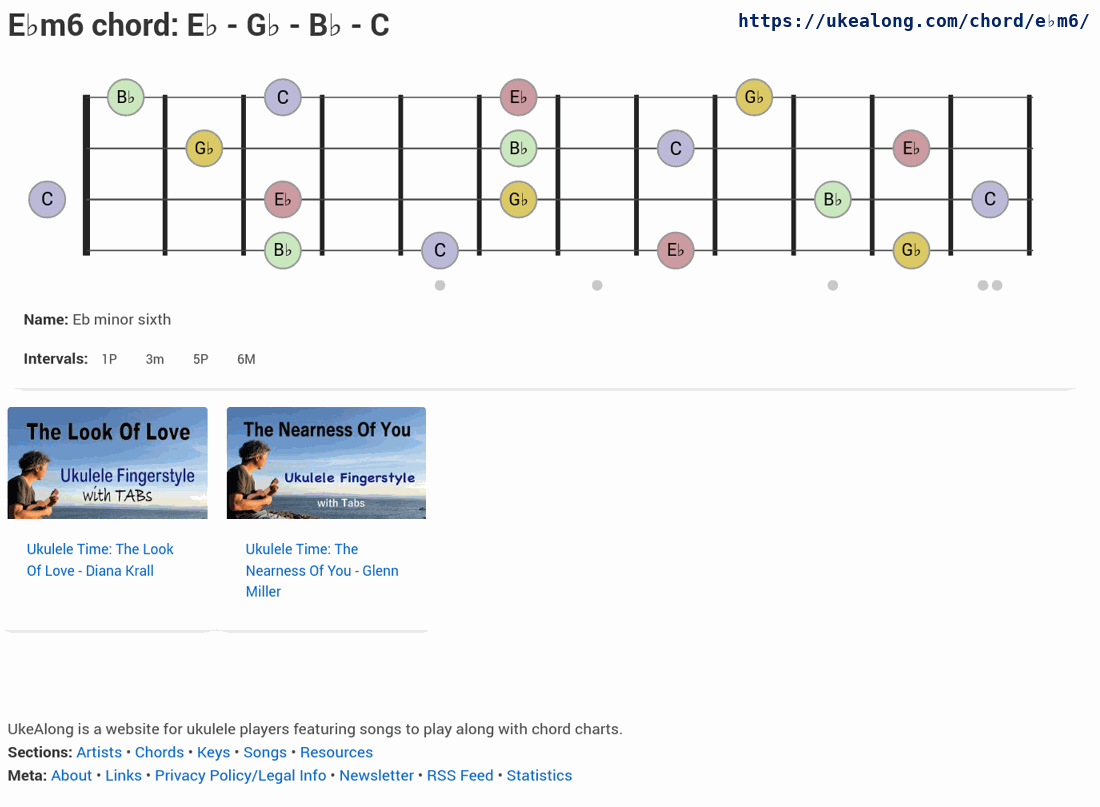 E♭m6 chord: E♭ - G♭ - B♭ - C
https://ukealong.com/chord/e♭m6/
B♭ C E♭ G♭
G♭ B♭ C E♭
C E♭ G♭ B♭ C
B♭ C E♭ G♭
Name: Eb minor sixth
Intervals: 1P 3m 5P 6M
The Look Of Love
Ukulele Fingerstyle
with TABs
The Nearness Of You
Ukulele Fingerstyle
with Tabs
Ukulele Time: The Look
Of Love - Diana Krall
Ukulele Time: The
Nearness Of You - Glenn
Miller
UkeAlong is a website for ukulele players featuring songs to play along with chord charts.
Sections: Artists • Chords • Keys • Songs • Resources
Meta: About • Links • Privacy Policy/Legal Info • Newsletter • RSS Feed • Statistics